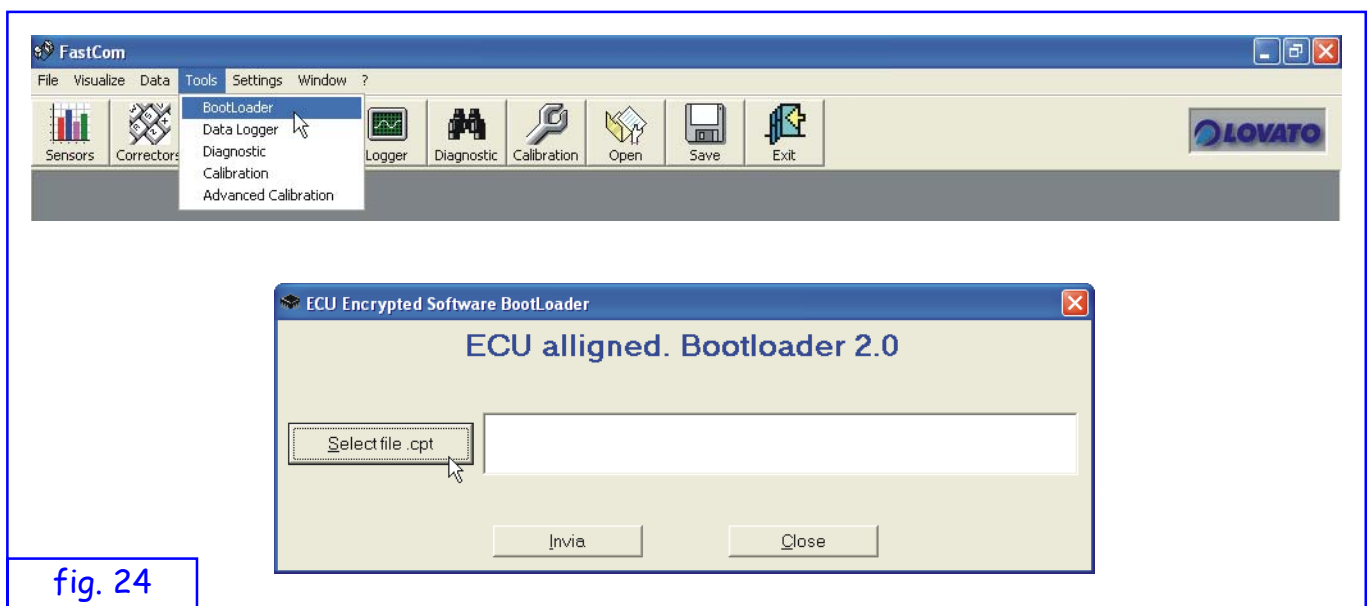 FastCom
File Visualize Data Tools Settings Window ?
BootLoader
Data Logger
Diagnostic
Calibration
Advanced Calibration
Sensors Correctors Logger Diagnostic Calibration Open Save Exit
LOVATO
ECU Encrypted Software BootLoader
ECU alligned. Bootloader 2.0
Select file .cpt
Invia Close
fig. 24